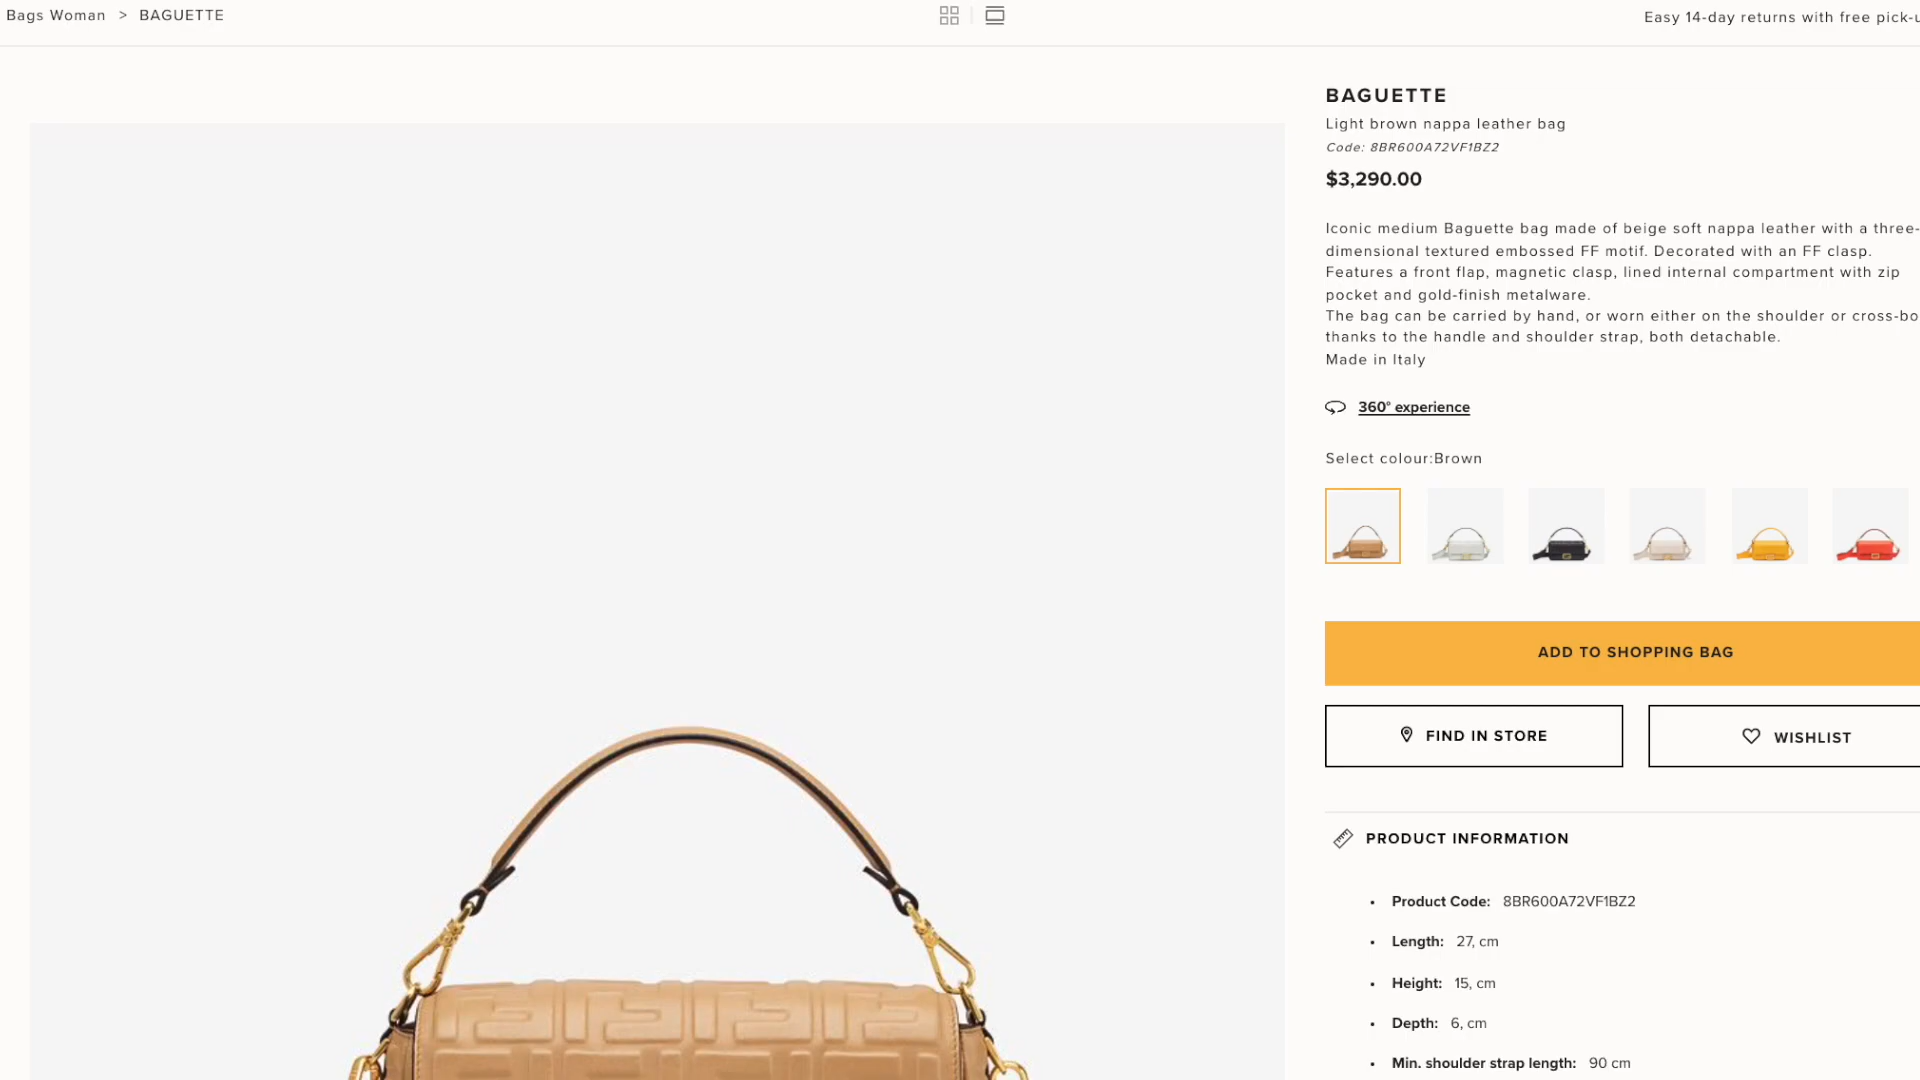 Bags Woman > BAGUETTE
Easy 14-day returns with free pick-u
BAGUETTE
Light brown nappa leather bag
Code: 8BR600A72VF1BZ2
$3,290.00
Iconic medium Baguette bag made of beige soft nappa leather with a three-
dimensional textured embossed FF motif. Decorated with an FF clasp.
Features a front flap, magnetic clasp, lined internal compartment with zip
pocket and gold-finish metalware.
The bag can be carried by hand, or worn either on the shoulder or cross-bo
thanks to the handle and shoulder strap, both detachable.
Made in Italy
360° experience
Select colour:Brown
ADD TO SHOPPING BAG
FIND IN STORE
WISHLIST
PRODUCT INFORMATION
• Product Code: 8BR600A72VF1BZ2
• Length: 27, cm
• Height: 15, cm
• Depth: 6, cm
• Min. shoulder strap length: 90 cm